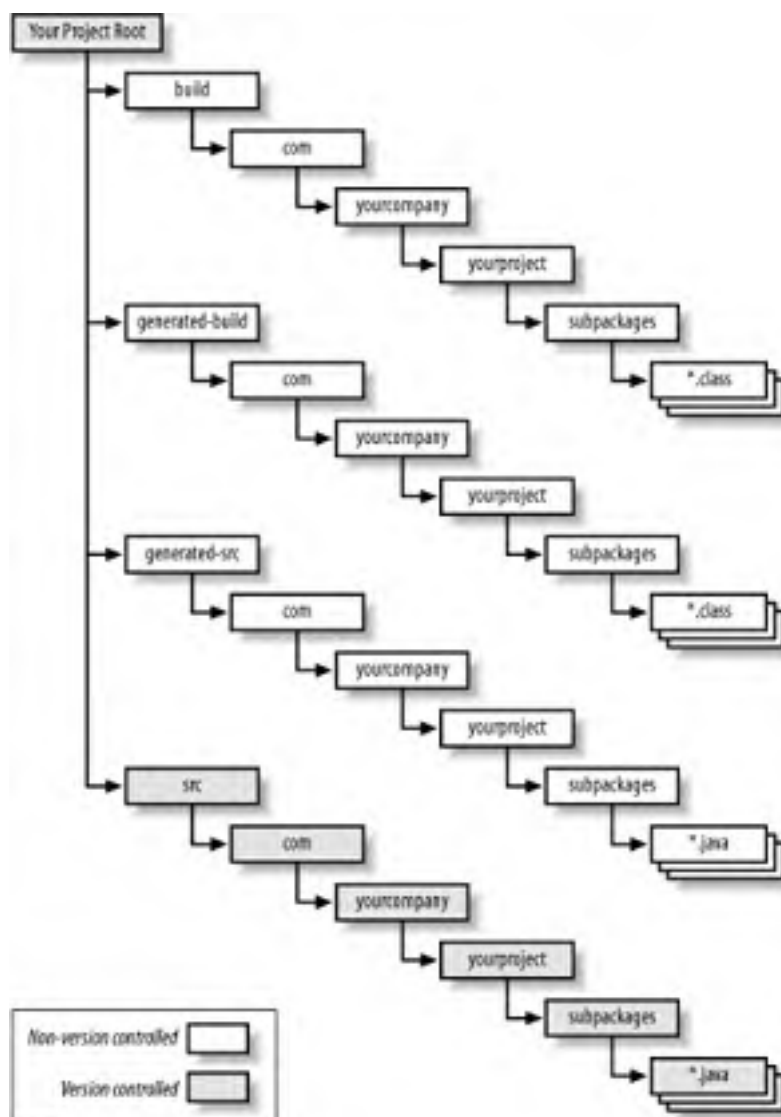 Your Project Root
build
com
yourcompany
yourproject
subpackages
*.class
generated-build
com
yourcompany
yourproject
subpackages
*.class
generated-src
com
yourcompany
yourproject
subpackages
*.java
src
com
yourcompany
yourproject
subpackages
*.java
Non-version controlled
Version controlled